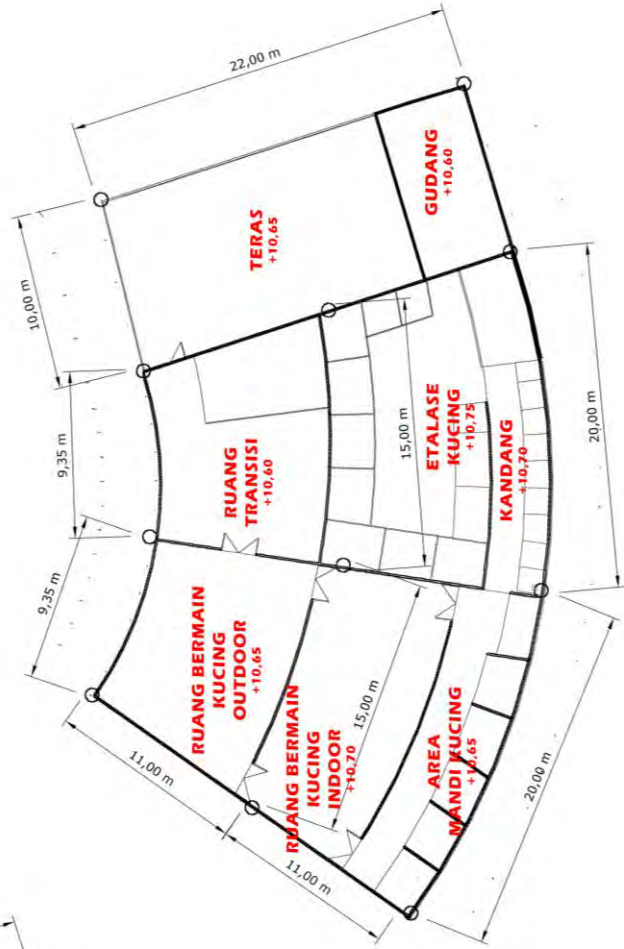 22,00 m
10,00 m
TERAS
+10,65
GUDANG
+10,60
9,35 m
RUANG
TRANSISI
+10,60
15,00 m
ETALASE
KUCING
+10,75
KANDANG
+10,70
20,00 m
9,35 m
RUANG BERMAIN
KUCING
OUTDOOR
+10,65
RUANG BERMAIN
KUCING
INDOOR
+10,70
15,00 m
AREA
MANDI KUCING
+10,65
11,00 m
11,00 m
20,00 m